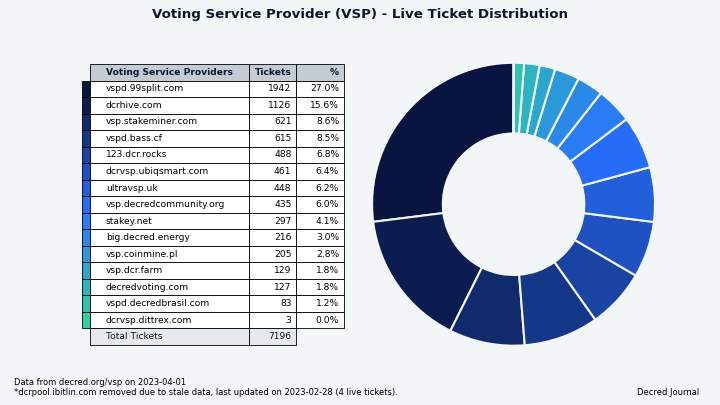 Voting Service Provider (VSP) - Live Ticket Distribution
Voting Service Providers Tickets %
vspd.99split.com 1942 27.0%
dcrhive.com 1126 15.6%
vsp.stakeminer.com 621 8.6%
vspd.bass.cf 615 8.5%
123.dcr.rocks 488 6.8%
dcrvsp.ubiqsmart.com 461 6.4%
ultravsp.uk 448 6.2%
vsp.decredcommunity.org 435 6.0%
stakey.net 297 4.1%
big.decred.energy 216 3.0%
vsp.coinmine.pl 205 2.8%
vsp.dcr.farm 129 1.8%
decredvoting.com 127 1.8%
vspd.decredbrasil.com 83 1.2%
dcrvsp.dittrex.com 3 0.0%
Total Tickets 7196
Data from decred.org/vsp on 2023-04-01
*dcrpool.ibitlin.com removed due to stale data, last updated on 2023-02-28 (4 live tickets).
Decred Journal